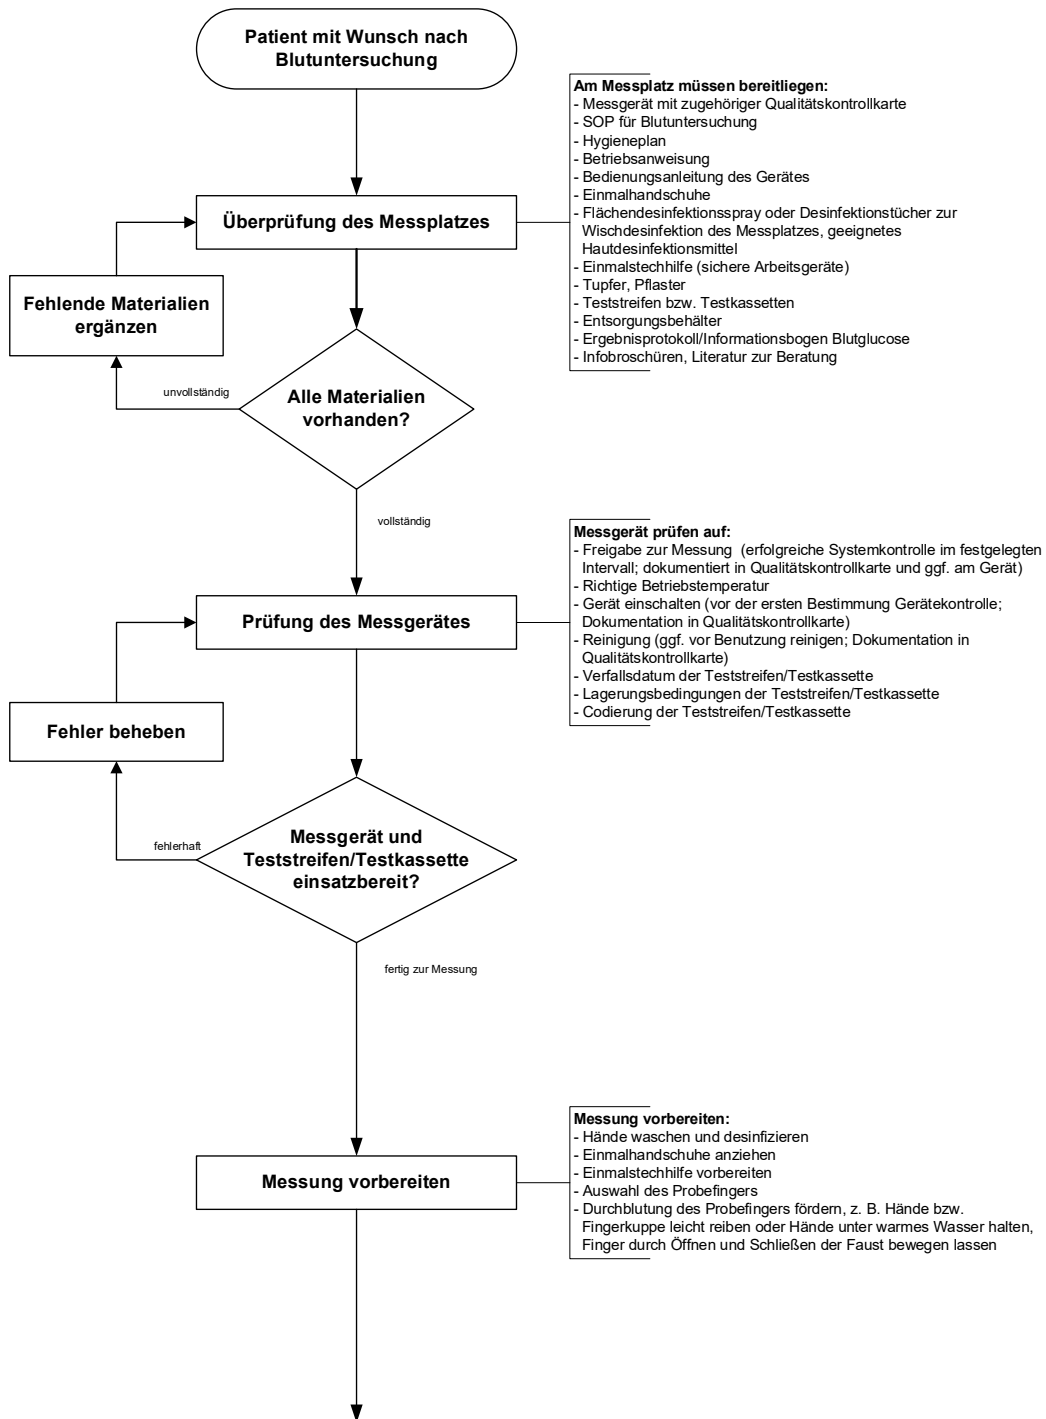 Patient mit Wunsch nach
Blutuntersuchung
Am Messplatz müssen bereitliegen:
- Messgerät mit zugehöriger Qualitätskontrollkarte
- SOP für Blutuntersuchung
- Hygieneplan
- Betriebsanweisung
- Bedienungsanleitung des Gerätes
- Einmalhandschuhe
- Flächendesinfektionsspray oder Desinfektionstücher zur
Wischdesinfektion des Messplatzes, geeignetes
Hautdesinfektionsmittel
- Einmalstechhilfe (sichere Arbeitsgeräte)
- Tupfer, Pflaster
- Teststreifen bzw. Testkassetten
- Entsorgungsbehälter
- Ergebnisprotokoll/Informationsbogen Blutglucose
- Infobroschüren, Literatur zur Beratung
Überprüfung des Messplatzes
Fehlende Materialien
ergänzen
unvollständig
Alle Materialien
vorhanden?
vollständig
Messgerät prüfen auf:
- Freigabe zur Messung (erfolgreiche Systemkontrolle im festgelegten
Intervall; dokumentiert in Qualitätskontrollkarte und ggf. am Gerät)
- Richtige Betriebstemperatur
- Gerät einschalten (vor der ersten Bestimmung Gerätekontrolle;
Dokumentation in Qualitätskontrollkarte)
- Reinigung (ggf. vor Benutzung reinigen; Dokumentation in
Qualitätskontrollkarte)
- Verfallsdatum der Teststreifen/Testkassette
- Lagerungsbedingungen der Teststreifen/Testkassette
- Codierung der Teststreifen/Testkassette
Prüfung des Messgerätes
Fehler beheben
fehlerhaft
Messgerät und
Teststreifen/Testkassette
einsatzbereit?
fertig zur Messung
Messung vorbereiten:
- Hände waschen und desinfizieren
- Einmalhandschuhe anziehen
- Einmalstechhilfe vorbereiten
- Auswahl des Probefingers
- Durchblutung des Probefingers fördern, z. B. Hände bzw.
Fingerkuppe leicht reiben oder Hände unter warmes Wasser halten,
Finger durch Öffnen und Schließen der Faust bewegen lassen
Messung vorbereiten